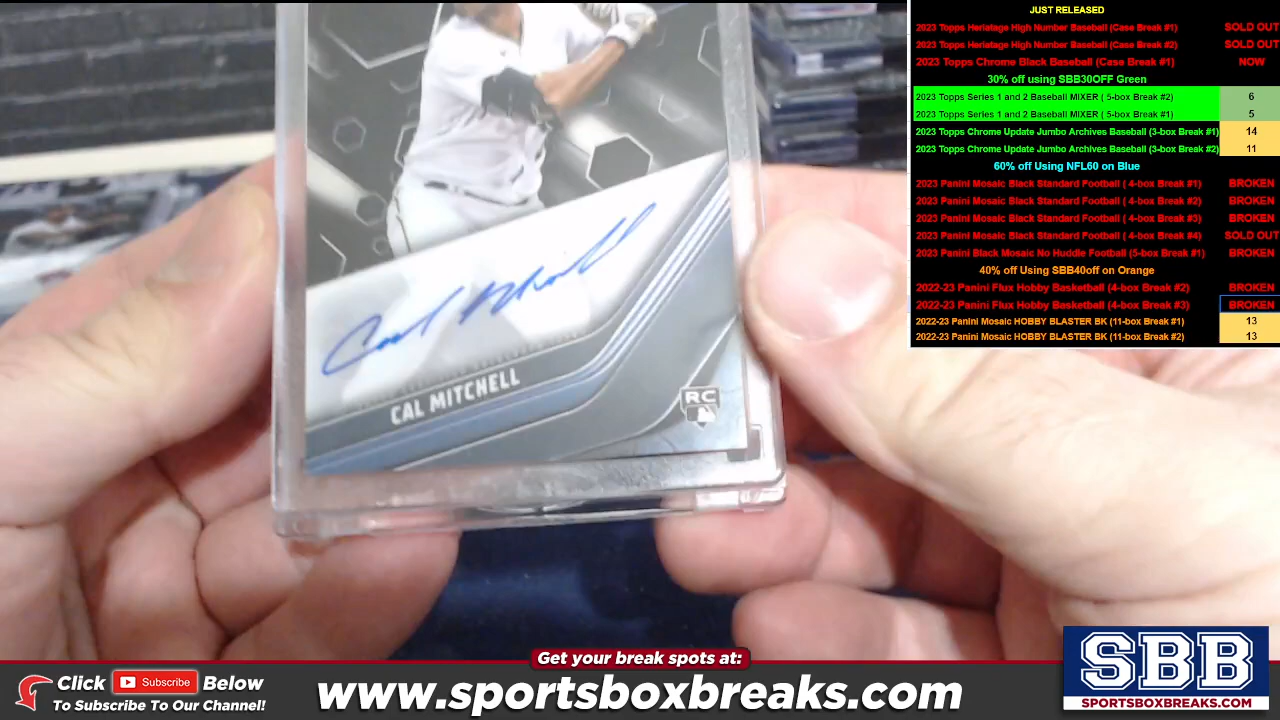 JUST RELEASED
2023 Topps Heriatage High Number Baseball (Case Break #1) SOLD OUT
2023 Topps Heriatage High Number Baseball (Case Break #2) SOLD OUT
2023 Topps Chrome Black Baseball (Case Break #1) NOW
30% off using SBB30OFF Green
2023 Topps Series 1 and 2 Baseball MIXER ( 5-box Break #2) 6
2023 Topps Series 1 and 2 Baseball MIXER ( 5-box Break #1) 5
2023 Topps Chrome Update Jumbo Archives Baseball (3-box Break #1) 14
2023 Topps Chrome Update Jumbo Archives Baseball (3-box Break #2) 11
60% off Using NFL60 on Blue
2023 Panini Mosaic Black Standard Football ( 4-box Break #1) BROKEN
2023 Panini Mosaic Black Standard Football ( 4-box Break #2) BROKEN
2023 Panini Mosaic Black Standard Football ( 4-box Break #3) BROKEN
2023 Panini Mosaic Black Standard Football ( 4-box Break #4) SOLD OUT
2023 Panini Black Mosaic No Huddle Football (5-box Break #1) BROKEN
40% off Using SBB40off on Orange
2022-23 Panini Flux Hobby Basketball (4-box Break #2) BROKEN
2022-23 Panini Flux Hobby Basketball (4-box Break #3) BROKEN
2022-23 Panini Mosaic HOBBY BLASTER BK (11-box Break #1) 13
2022-23 Panini Mosaic HOBBY BLASTER BK (11-box Break #2) 13
CAL MITCHELL
RC
Get your break spots at:
Click Subscribe Below
To Subscribe To Our Channel!
www.sportsboxbreaks.com
SBB
SPORTSBOXBREAKS.COM